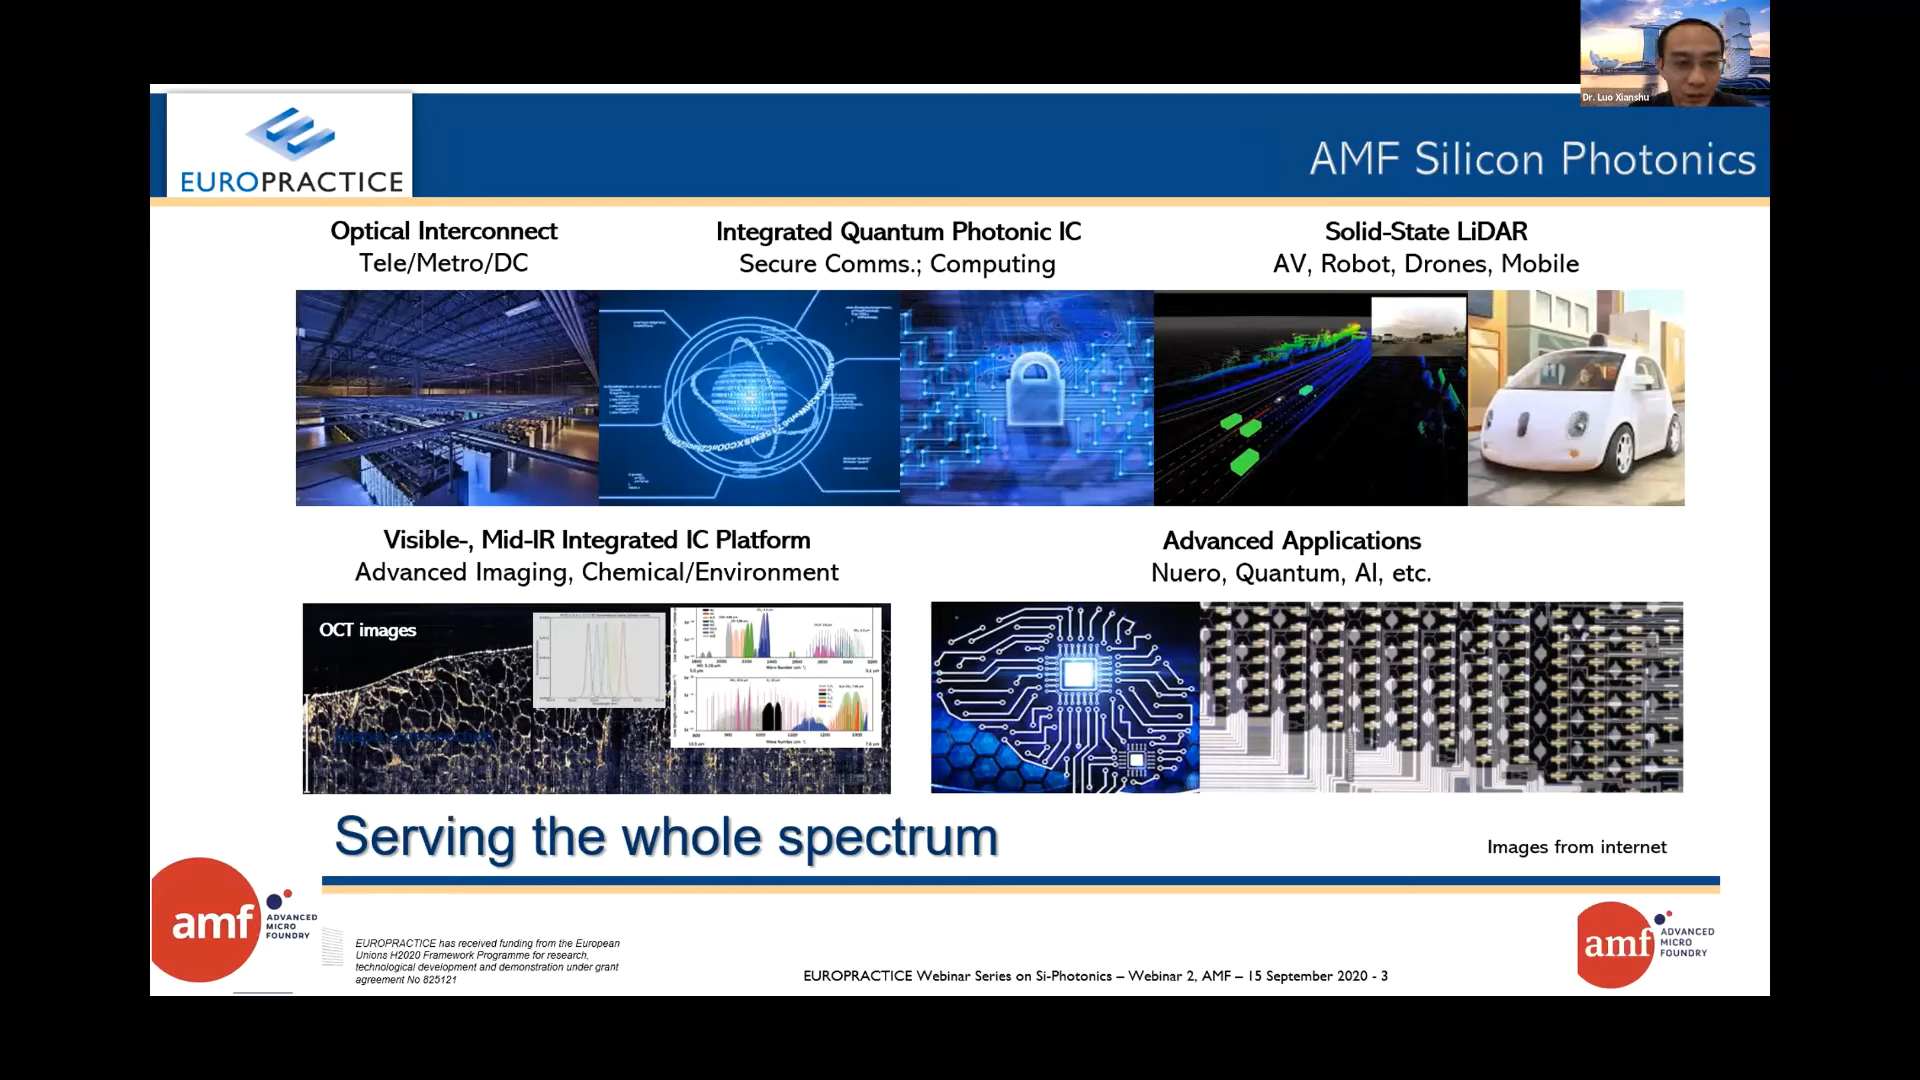 Dr. Luo Xianshu
EUROPRACTICE
AMF Silicon Photonics
Optical Interconnect
Tele/Metro/DC
Integrated Quantum Photonic IC
Secure Comms.; Computing
Solid-State LiDAR
AV, Robot, Drones, Mobile
Visible-, Mid-IR Integrated IC Platform
Advanced Imaging, Chemical/Environment
Advanced Applications
Nuero, Quantum, AI, etc.
OCT images
Serving the whole spectrum
Images from internet
amf
ADVANCED
MICRO
FOUNDRY
EUROPRACTICE has received funding from the European
Unions H2020 Framework Programme for research,
technological development and demonstration under grant
agreement No 825121
EUROPRACTICE Webinar Series on Si-Photonics – Webinar 2, AMF – 15 September 2020 - 3
amf
ADVANCED
MICRO
FOUNDRY